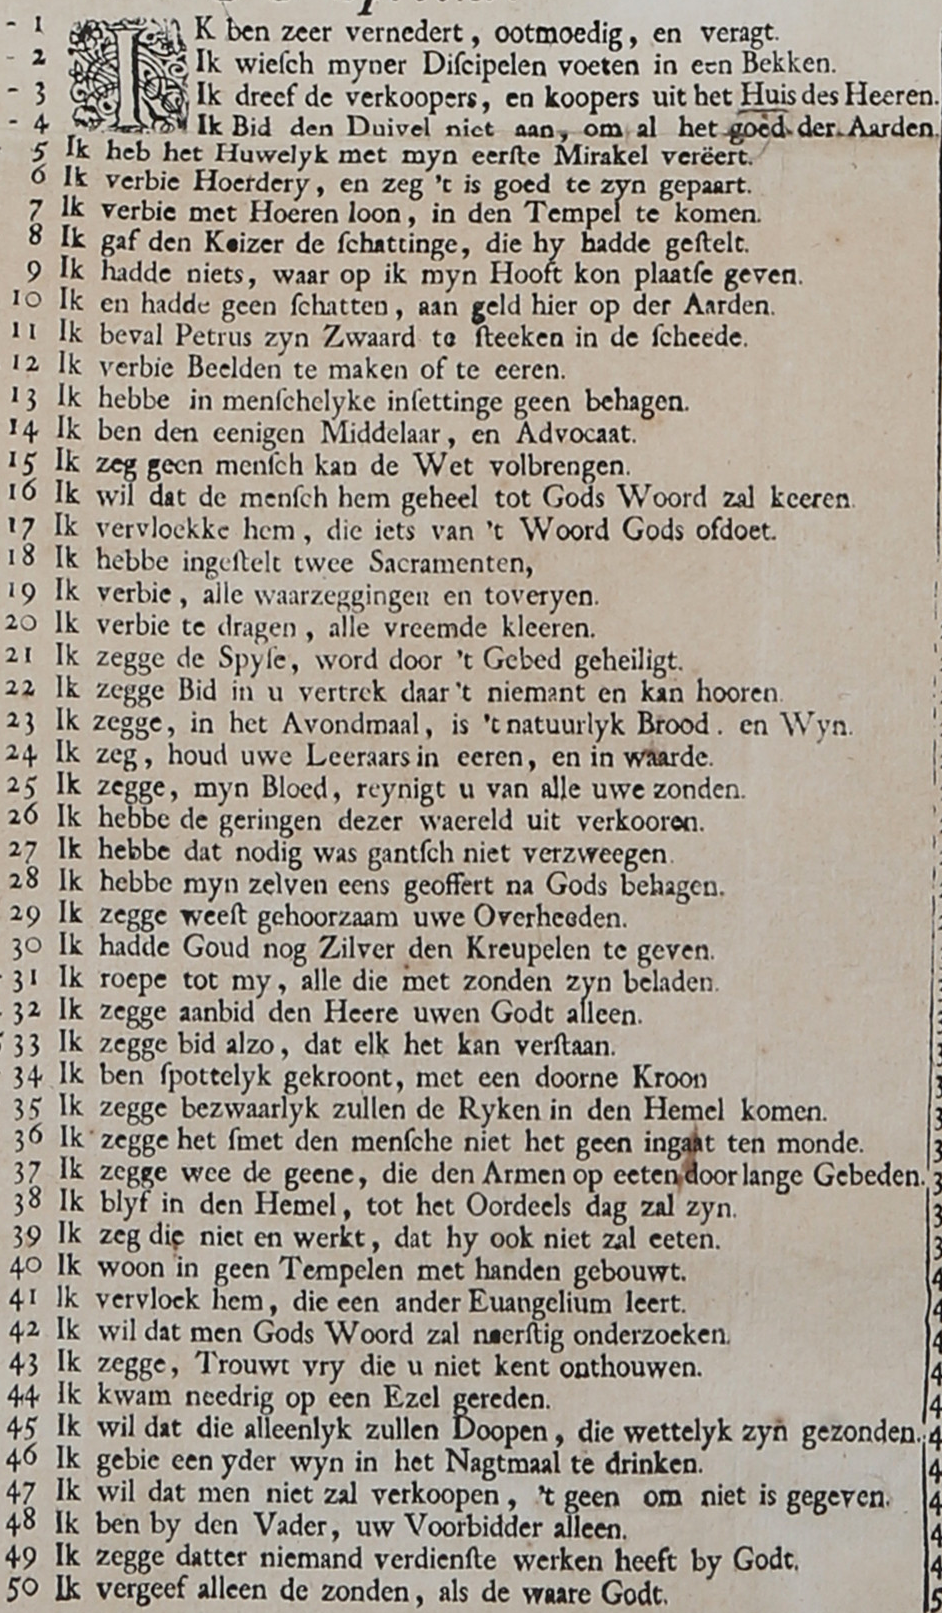 - 1 IK ben zeer vernedert, ootmoedig, en veragt.
- 2 Ik wieſch myner Diſcipelen voeten in een Bekken.
- 3 Ik dreef de verkoopers, en koopers uit het Huis des Heeren.
- 4 Ik Bid den Duivel niet aan, om al het goed der Aarden.
5 Ik heb het Huwelyk met myn eerſte Mirakel verëert.
6 Ik verbie Hoerdery, en zeg 't is goed te zyn gepaart.
7 Ik verbie met Hoeren loon, in den Tempel te komen.
8 Ik gaf den Keizer de ſchattinge, die hy hadde geſtelt.
9 Ik hadde niets, waar op ik myn Hooft kon plaatſe geven.
10 Ik en hadde geen ſchatten, aan geld hier op der Aarden.
11 Ik beval Petrus zyn Zwaard te ſteeken in de ſcheede.
12 Ik verbie Beelden te maken of te eeren.
13 Ik hebbe in menſchelyke inſettinge geen behagen.
14 Ik ben den eenigen Middelaar, en Advocaat.
15 Ik zeg geen menſch kan de Wet volbrengen.
16 Ik wil dat de menſch hem geheel tot Gods Woord zal keeren.
17 Ik vervloekke hem, die iets van 't Woord Gods ofdoet.
18 Ik hebbe ingeſtelt twee Sacramenten,
19 Ik verbie, alle waarzeggingen en toveryen.
20 Ik verbie te dragen, alle vreemde kleeren.
21 Ik zegge de Spyſe, word door 't Gebed geheiligt.
22 Ik zegge Bid in u vertrek daar 't niemant en kan hooren.
23 Ik zegge, in het Avondmaal, is 't natuurlyk Brood. en Wyn.
24 Ik zeg, houd uwe Leeraars in eeren, en in waarde.
25 Ik zegge, myn Bloed, reynigt u van alle uwe zonden.
26 Ik hebbe de geringen dezer waereld uit verkooren.
27 Ik hebbe dat nodig was gantſch niet verzweegen.
28 Ik hebbe myn zelven eens geoffert na Gods behagen.
29 Ik zegge weeſt gehoorzaam uwe Overheeden.
30 Ik hadde Goud nog Zilver den Kreupelen te geven.
31 Ik roepe tot my, alle die met zonden zyn beladen.
32 Ik zegge aanbid den Heere uwen Godt alleen.
33 Ik zegge bid alzo, dat elk het kan verſtaan.
34 Ik ben ſpottelyk gekroont, met een doorne Kroon
35 Ik zegge bezwaarlyk zullen de Ryken in den Hemel komen.
36 Ik zegge het ſmet den menſche niet het geen ingaat ten monde.
37 Ik zegge wee de geene, die den Armen op eeten door lange Gebeden.
38 Ik blyf in den Hemel, tot het Oordeels dag zal zyn.
39 Ik zeg die niet en werkt, dat hy ook niet zal eeten.
40 Ik woon in geen Tempelen met handen gebouwt.
41 Ik vervloek hem, die een ander Euangelium leert.
42 Ik wil dat men Gods Woord zal neerſtig onderzoeken.
43 Ik zegge, Trouwt vry die u niet kent onthouwen.
44 Ik kwam needrig op een Ezel gereden.
45 Ik wil dat die alleenlyk zullen Doopen, die wettelyk zyn gezonden.
46 Ik gebie een yder wyn in het Nagtmaal te drinken.
47 Ik wil dat men niet zal verkoopen, 't geen om niet is gegeven.
48 Ik ben by den Vader, uw Voorbidder alleen.
49 Ik zegge datter niemand verdienſte werken heeft by Godt.
50 Ik vergeef alleen de zonden, als de waare Godt.